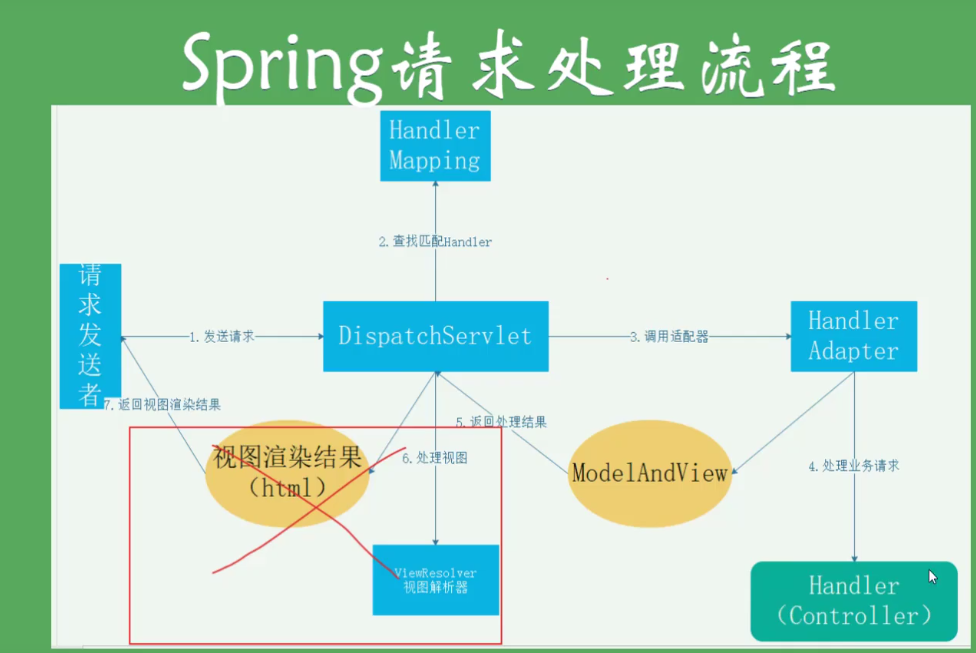 Spring请求处理流程
Handler
Mapping
2.查找匹配Handler
请
求
发
送
者
1.发送请求
DispatchServlet
3.调用适配器
Handler
Adapter
7.返回视图渲染结果
5.返回处理结果
视图渲染结果
（html）
6.处理视图
ModelAndView
4.处理业务请求
ViewResolver
视图解析器
Handler
（Controller）